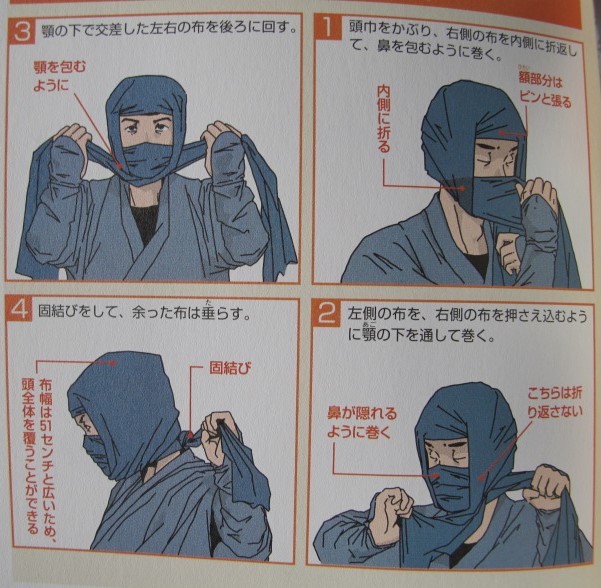 1
頭巾をかぶり、右側の布を内側に折返し
て、鼻を包むように巻く。
額部分は
ひたい
ピンと張る
内側に折る
2
左側の布を、右側の布を押さえ込むよう
に顎の下を通して巻く。
あご
鼻が隠れる
ように巻く
こちらは折
り返さない
3
顎の下で交差した左右の布を後ろに回す。
顎を包む
ように
4
固結びをして、余った布は垂らす。
た
固結び
布幅は51センチと広いため、
頭全体を覆うことができる